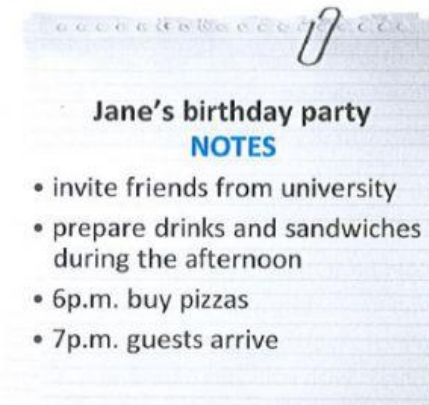 Jane's birthday party
NOTES
• invite friends from university
• prepare drinks and sandwiches
during the afternoon
• 6p.m. buy pizzas
• 7p.m. guests arrive